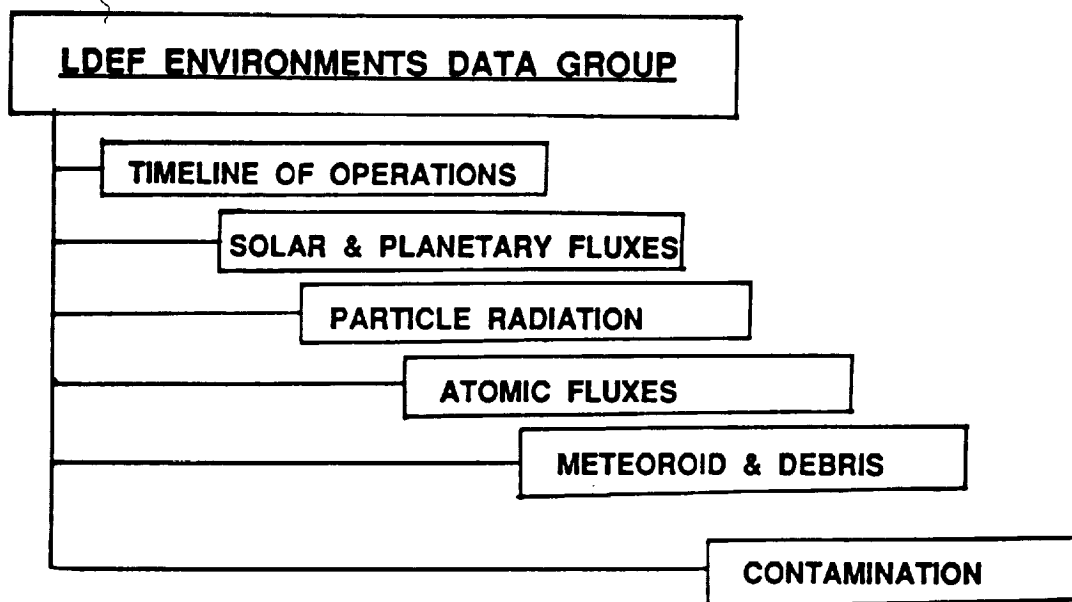 LDEF ENVIRONMENTS DATA GROUP
TIMELINE OF OPERATIONS
SOLAR & PLANETARY FLUXES
PARTICLE RADIATION
ATOMIC FLUXES
METEOROID & DEBRIS
CONTAMINATION